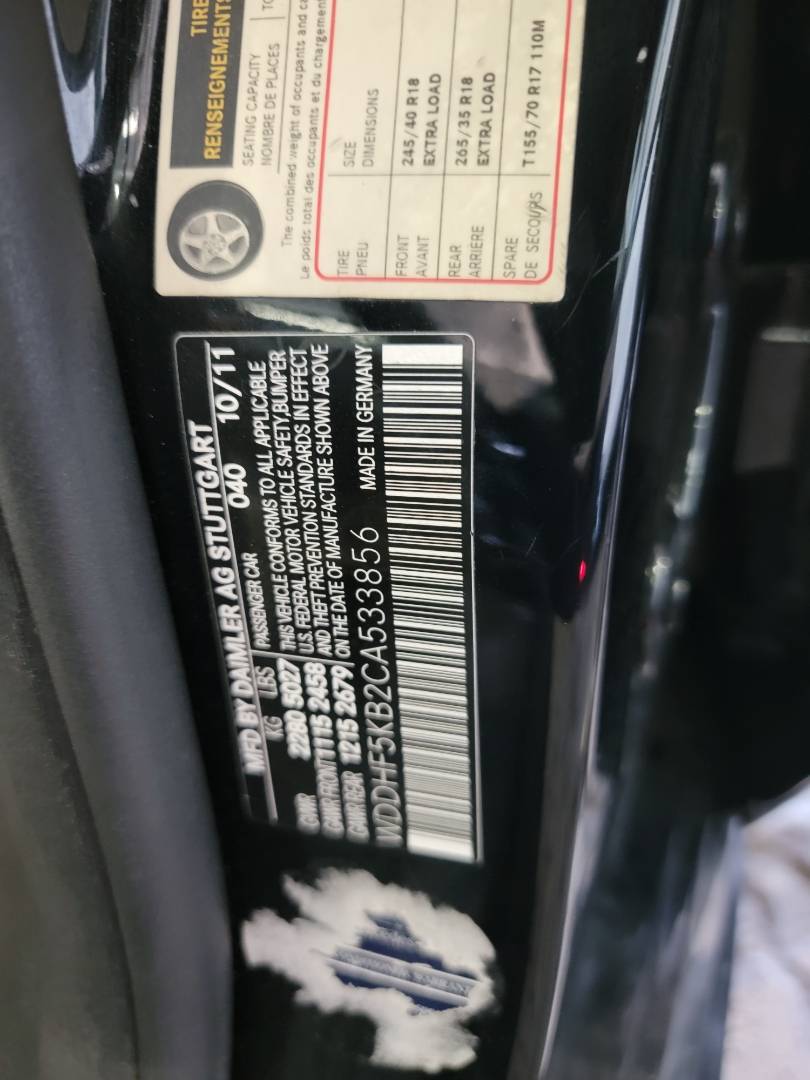 TIRE
RENSEIGNEMENTS
SEATING CAPACITY
NOMBRE DE PLACES
The combined weight of occupants and
Le poids total des occupants et du chargement
TIRE SIZE
PNEU DIMENSIONS
FRONT 245/40 R18
AVANT EXTRA LOAD
REAR 265/35 R18
ARRIÈRE EXTRA LOAD
SPARE T155/70 R17 110M
DE SECOURS
MFD BY DAIMLER AG STUTTGART
KG LBS PASSENGER CAR 040 10/11
GVWR 2280 5027 THIS VEHICLE CONFORMS TO ALL APPLICABLE
GAWR FRONT 1115 2458 U.S. FEDERAL MOTOR VEHICLE SAFETY,BUMPER
GAWR REAR 1215 2679 AND THEFT PREVENTION STANDARDS IN EFFECT
ON THE DATE OF MANUFACTURE SHOWN ABOVE
WDDHF5KB2CA533856 MADE IN GERMANY